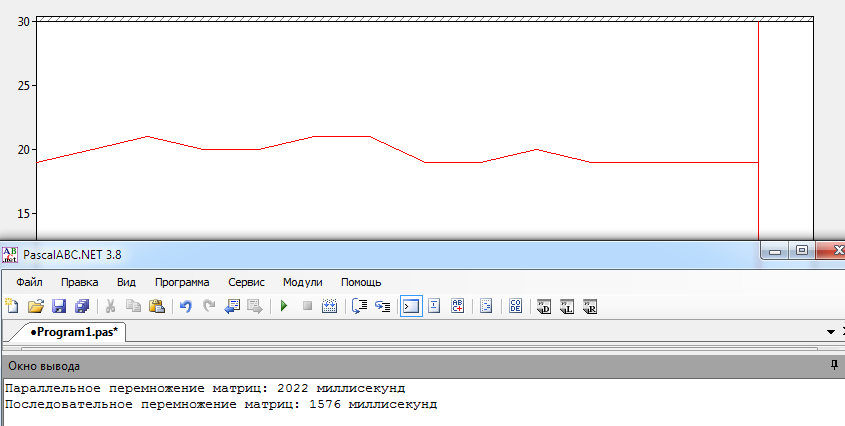 30
25
20
15
PascalABC.NET 3.8
Файл Правка Вид Программа Сервис Модули Помощь
●Program1.pas*
Окно вывода
Параллельное перемножение матриц: 2022 миллисекунд
Последовательное перемножение матриц: 1576 миллисекунд